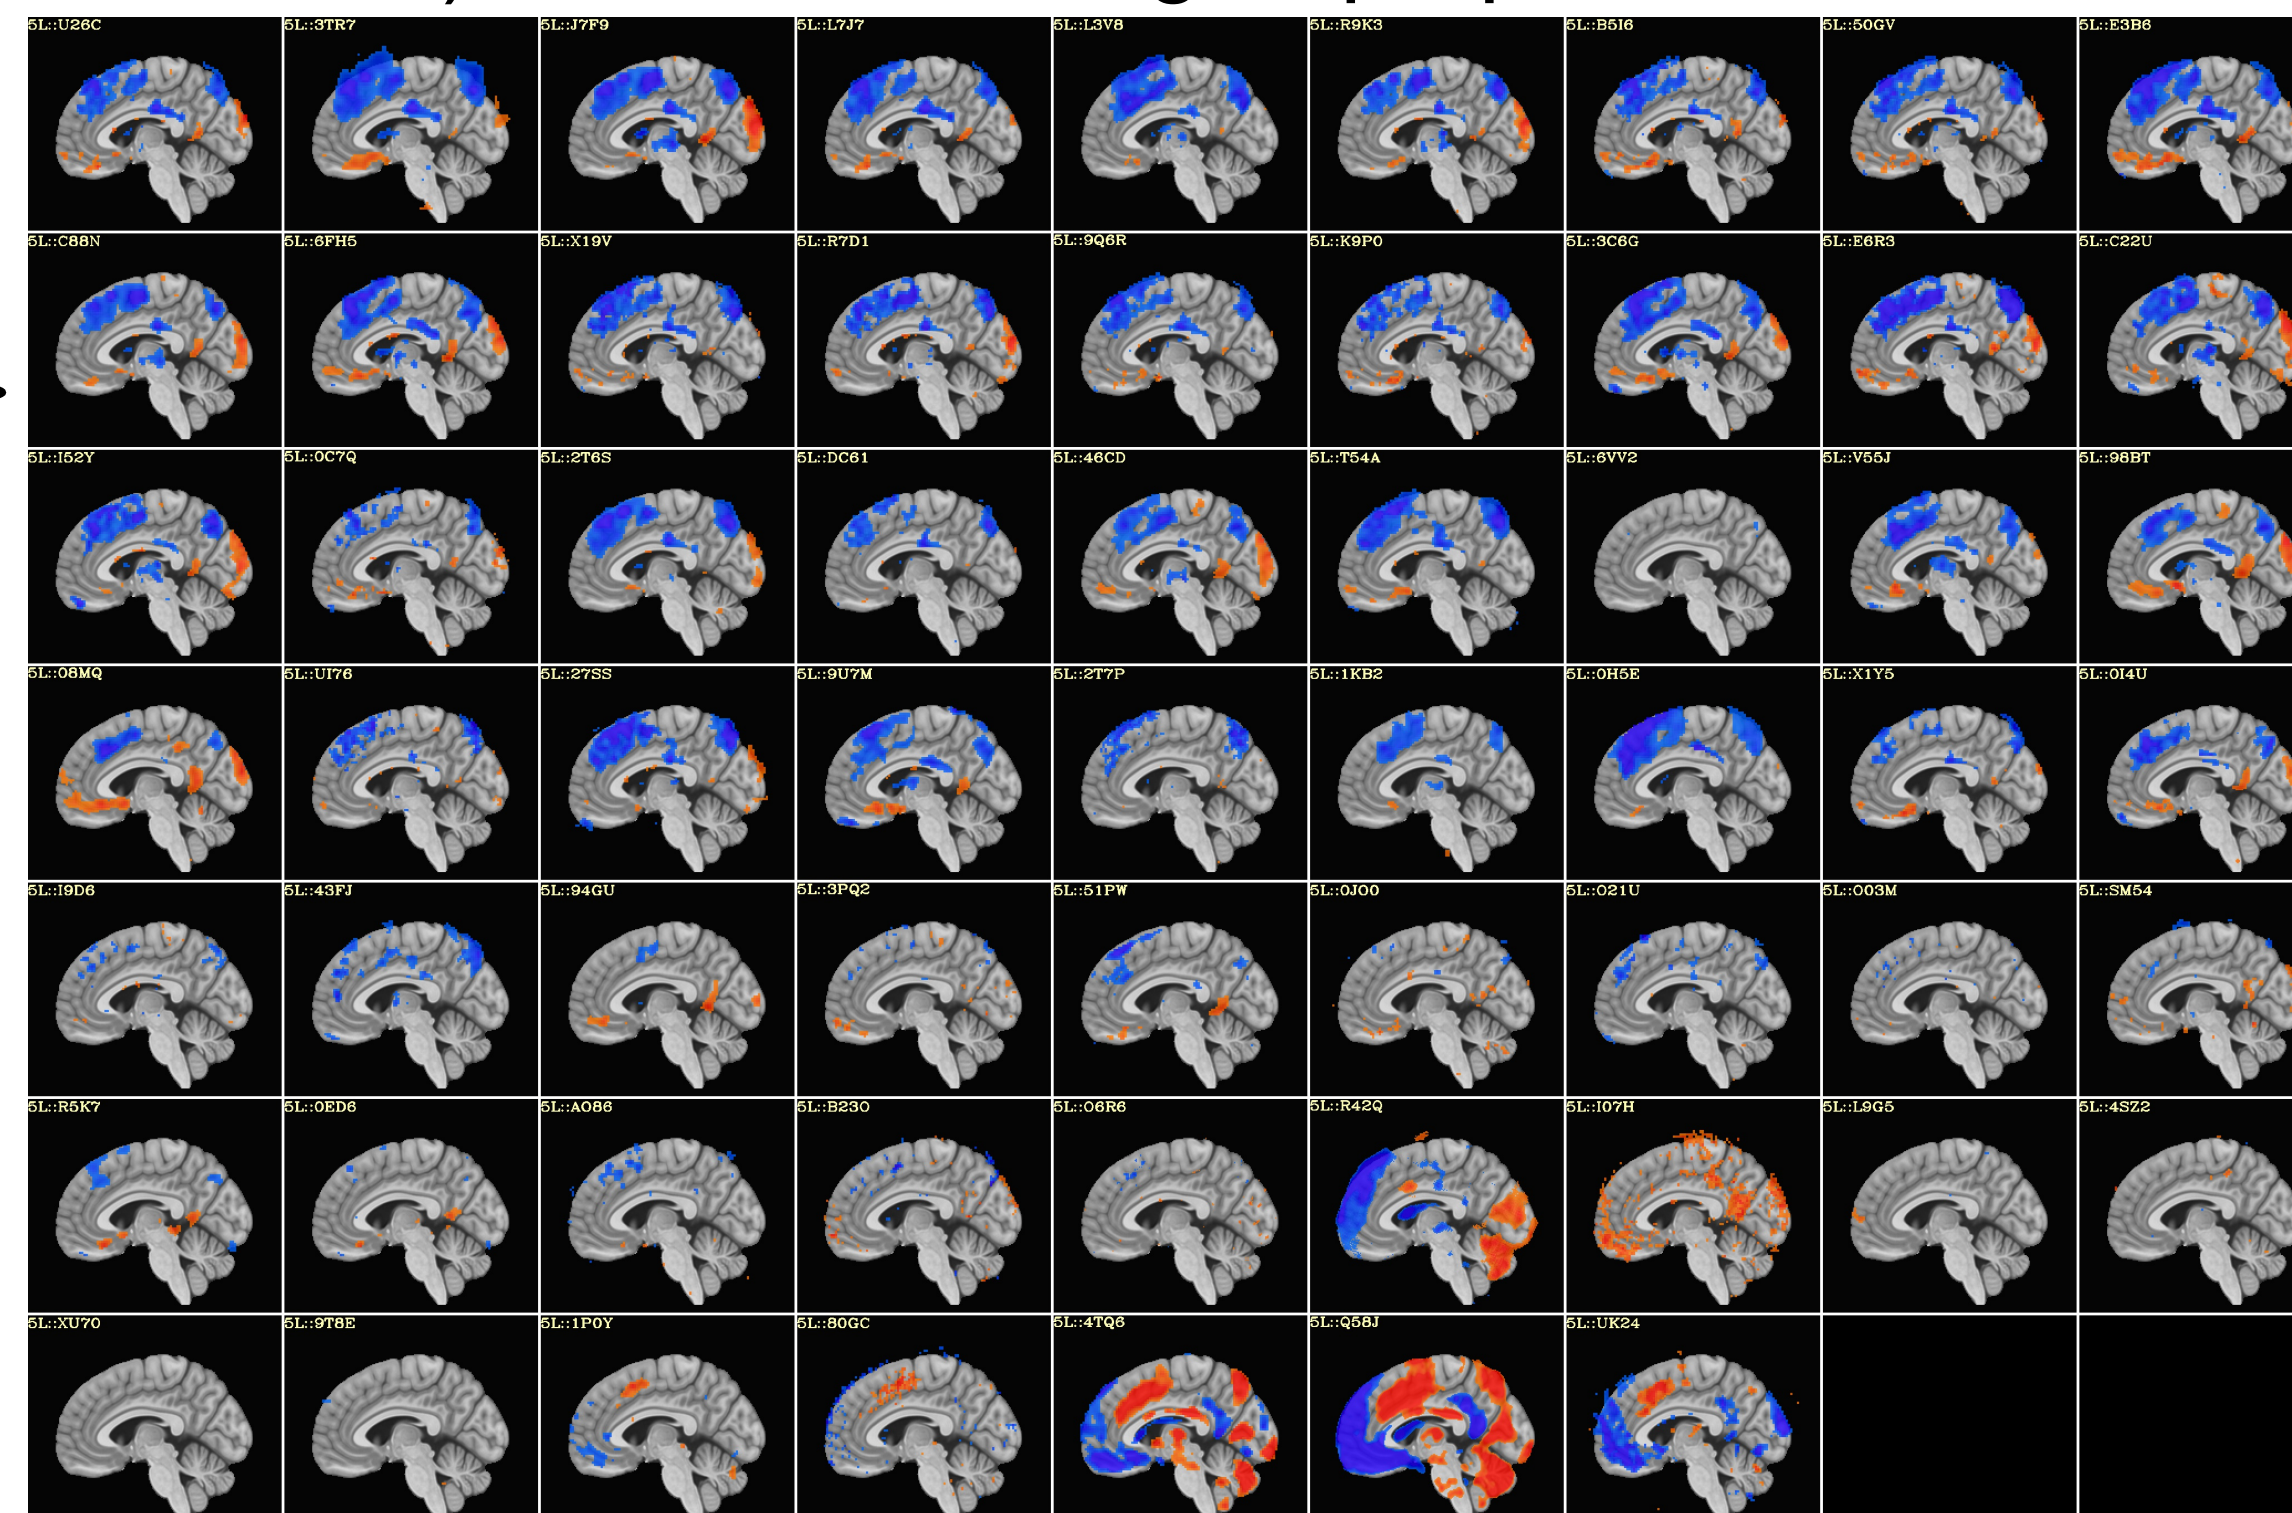 5L::U26C 5L::3TR7 5L::J7F9 5L::L7J7 5L::L3V8 5L::R9K3 5L::B5I6 5L::50GV 5L::E3B6
5L::C88N 5L::6FH5 5L::X19V 5L::R7D1 5L::9Q6R 5L::K9P0 5L::3C6G 5L::E6R3 5L::C22U
5L::I52Y 5L::0C7Q 5L::2T6S 5L::DC61 5L::46CD 5L::T54A 5L::6VV2 5L::V55J 5L::98BT
5L::08MQ 5L::UI76 5L::27SS 5L::9U7M 5L::2T7P 5L::1KB2 5L::0H5E 5L::X1Y5 5L::0I4U
5L::I9D6 5L::43FJ 5L::94GU 5L::3PQ2 5L::51PW 5L::0JO0 5L::O21U 5L::O03M 5L::SM54
5L::R5K7 5L::0ED6 5L::AO86 5L::B23O 5L::O6R6 5L::R42Q 5L::I07H 5L::L9G5 5L::4SZ2
5L::XU70 5L::9T8E 5L::1P0Y 5L::80GC 5L::4TQ6 5L::Q58J 5L::UK24